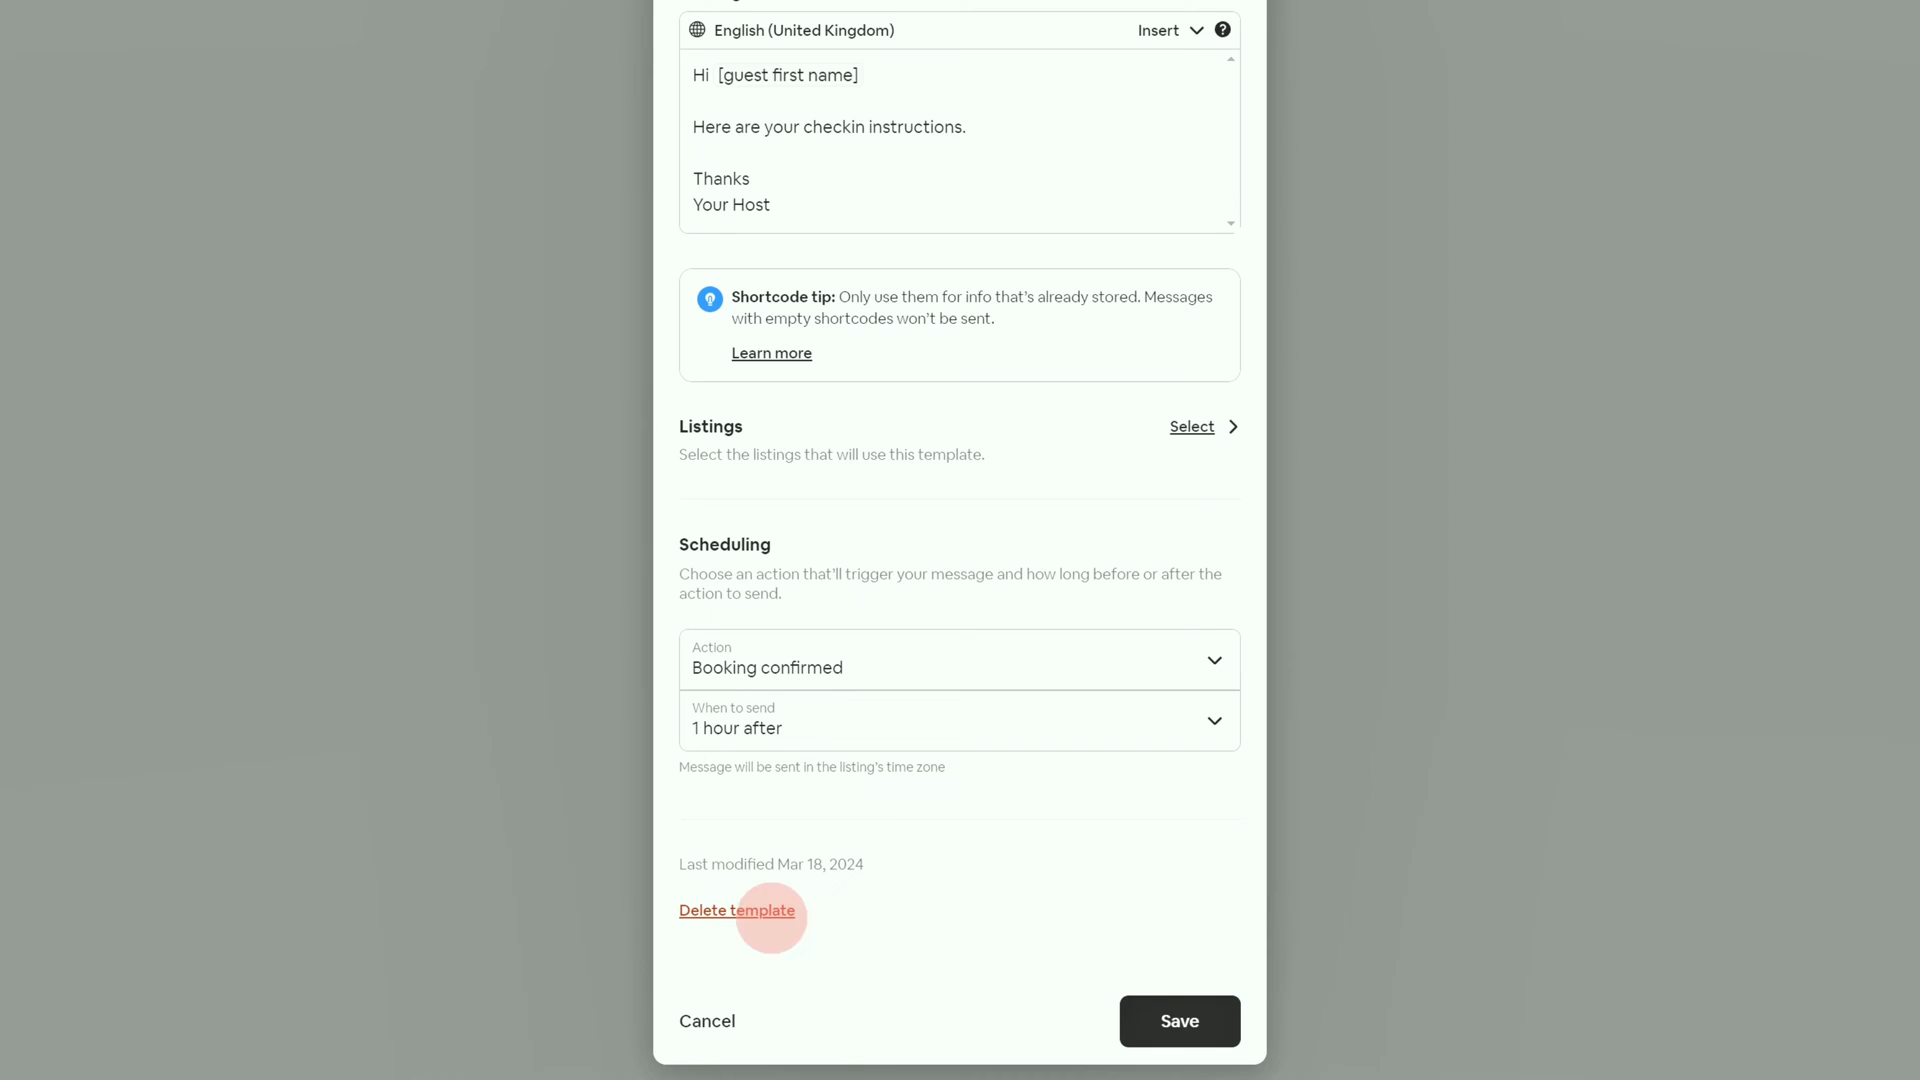 English (United Kingdom)
Insert
Hi [guest first name]
Here are your checkin instructions.
Thanks
Your Host
Shortcode tip: Only use them for info that's already stored. Messages
with empty shortcodes won't be sent.
Learn more
Listings
Select
Select the listings that will use this template.
Scheduling
Choose an action that'll trigger your message and how long before or after the
action to send.
Action
Booking confirmed
When to send
1 hour after
Message will be sent in the listing's time zone
Last modified Mar 18, 2024
Delete template
Cancel
Save